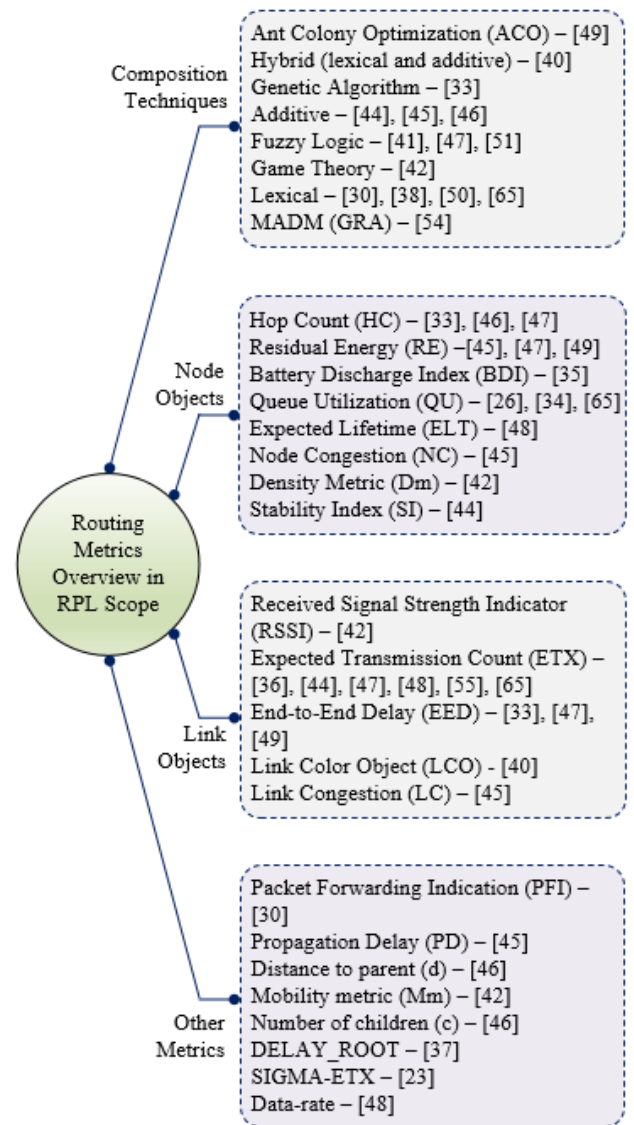 Routing
Metrics
Overview in
RPL Scope
Composition
Techniques
Ant Colony Optimization (ACO) – [49]
Hybrid (lexical and additive) – [40]
Genetic Algorithm – [33]
Additive – [44], [45], [46]
Fuzzy Logic – [41], [47], [51]
Game Theory – [42]
Lexical – [30], [38], [50], [65]
MADM (GRA) – [54]
Node
Objects
Hop Count (HC) – [33], [46], [47]
Residual Energy (RE) –[45], [47], [49]
Battery Discharge Index (BDI) – [35]
Queue Utilization (QU) – [26], [34], [65]
Expected Lifetime (ELT) – [48]
Node Congestion (NC) – [45]
Density Metric (Dm) – [42]
Stability Index (SI) – [44]
Link
Objects
Received Signal Strength Indicator
(RSSI) – [42]
Expected Transmission Count (ETX) –
[36], [44], [47], [48], [55], [65]
End-to-End Delay (EED) – [33], [47],
[49]
Link Color Object (LCO) - [40]
Link Congestion (LC) – [45]
Other
Metrics
Packet Forwarding Indication (PFI) –
[30]
Propagation Delay (PD) – [45]
Distance to parent (d) – [46]
Mobility metric (Mm) – [42]
Number of children (c) – [46]
DELAY_ROOT – [37]
SIGMA-ETX – [23]
Data-rate – [48]